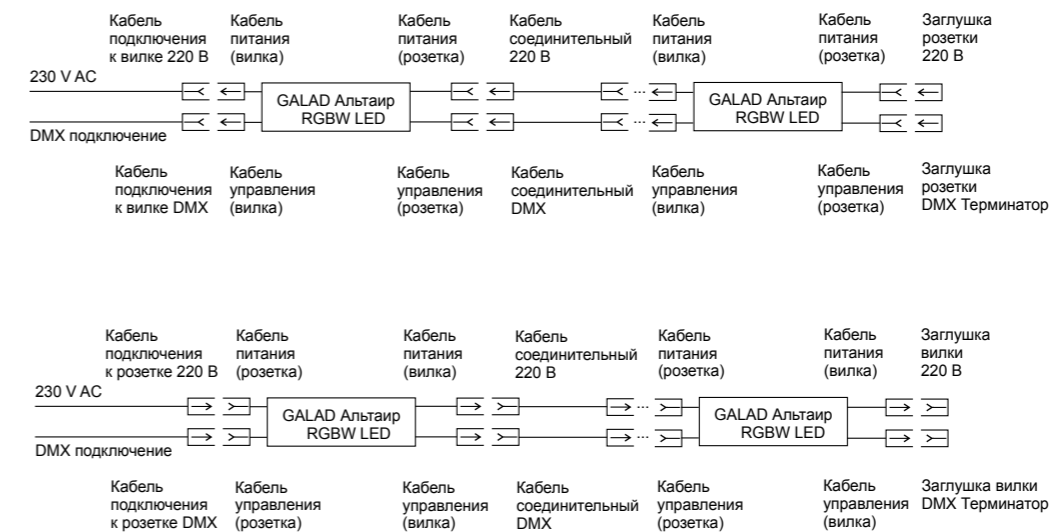 Кабель
подключения
к вилке 220 В
Кабель
питания
(вилка)
Кабель
питания
(розетка)
Кабель
соединительный
220 В
Кабель
питания
(вилка)
Кабель
питания
(розетка)
Заглушка
розетки
220 В
230 V AC
GALAD Альтаир
RGBW LED
...
...
GALAD Альтаир
RGBW LED
DMX подключение
Кабель
подключения
к вилке DMX
Кабель
управления
(вилка)
Кабель
управления
(розетка)
Кабель
соединительный
DMX
Кабель
управления
(вилка)
Кабель
управления
(розетка)
Заглушка
розетки
DMX Терминатор
Кабель
подключения
к розетке 220 В
Кабель
питания
(розетка)
Кабель
питания
(вилка)
Кабель
соединительный
220 В
Кабель
питания
(розетка)
Кабель
питания
(вилка)
Заглушка
вилки
220 В
230 V AC
GALAD Альтаир
RGBW LED
...
...
GALAD Альтаир
RGBW LED
DMX подключение
Кабель
подключения
к розетке DMX
Кабель
управления
(розетка)
Кабель
управления
(вилка)
Кабель
соединительный
DMX
Кабель
управления
(розетка)
Кабель
управления
(вилка)
Заглушка вилки
DMX Терминатор